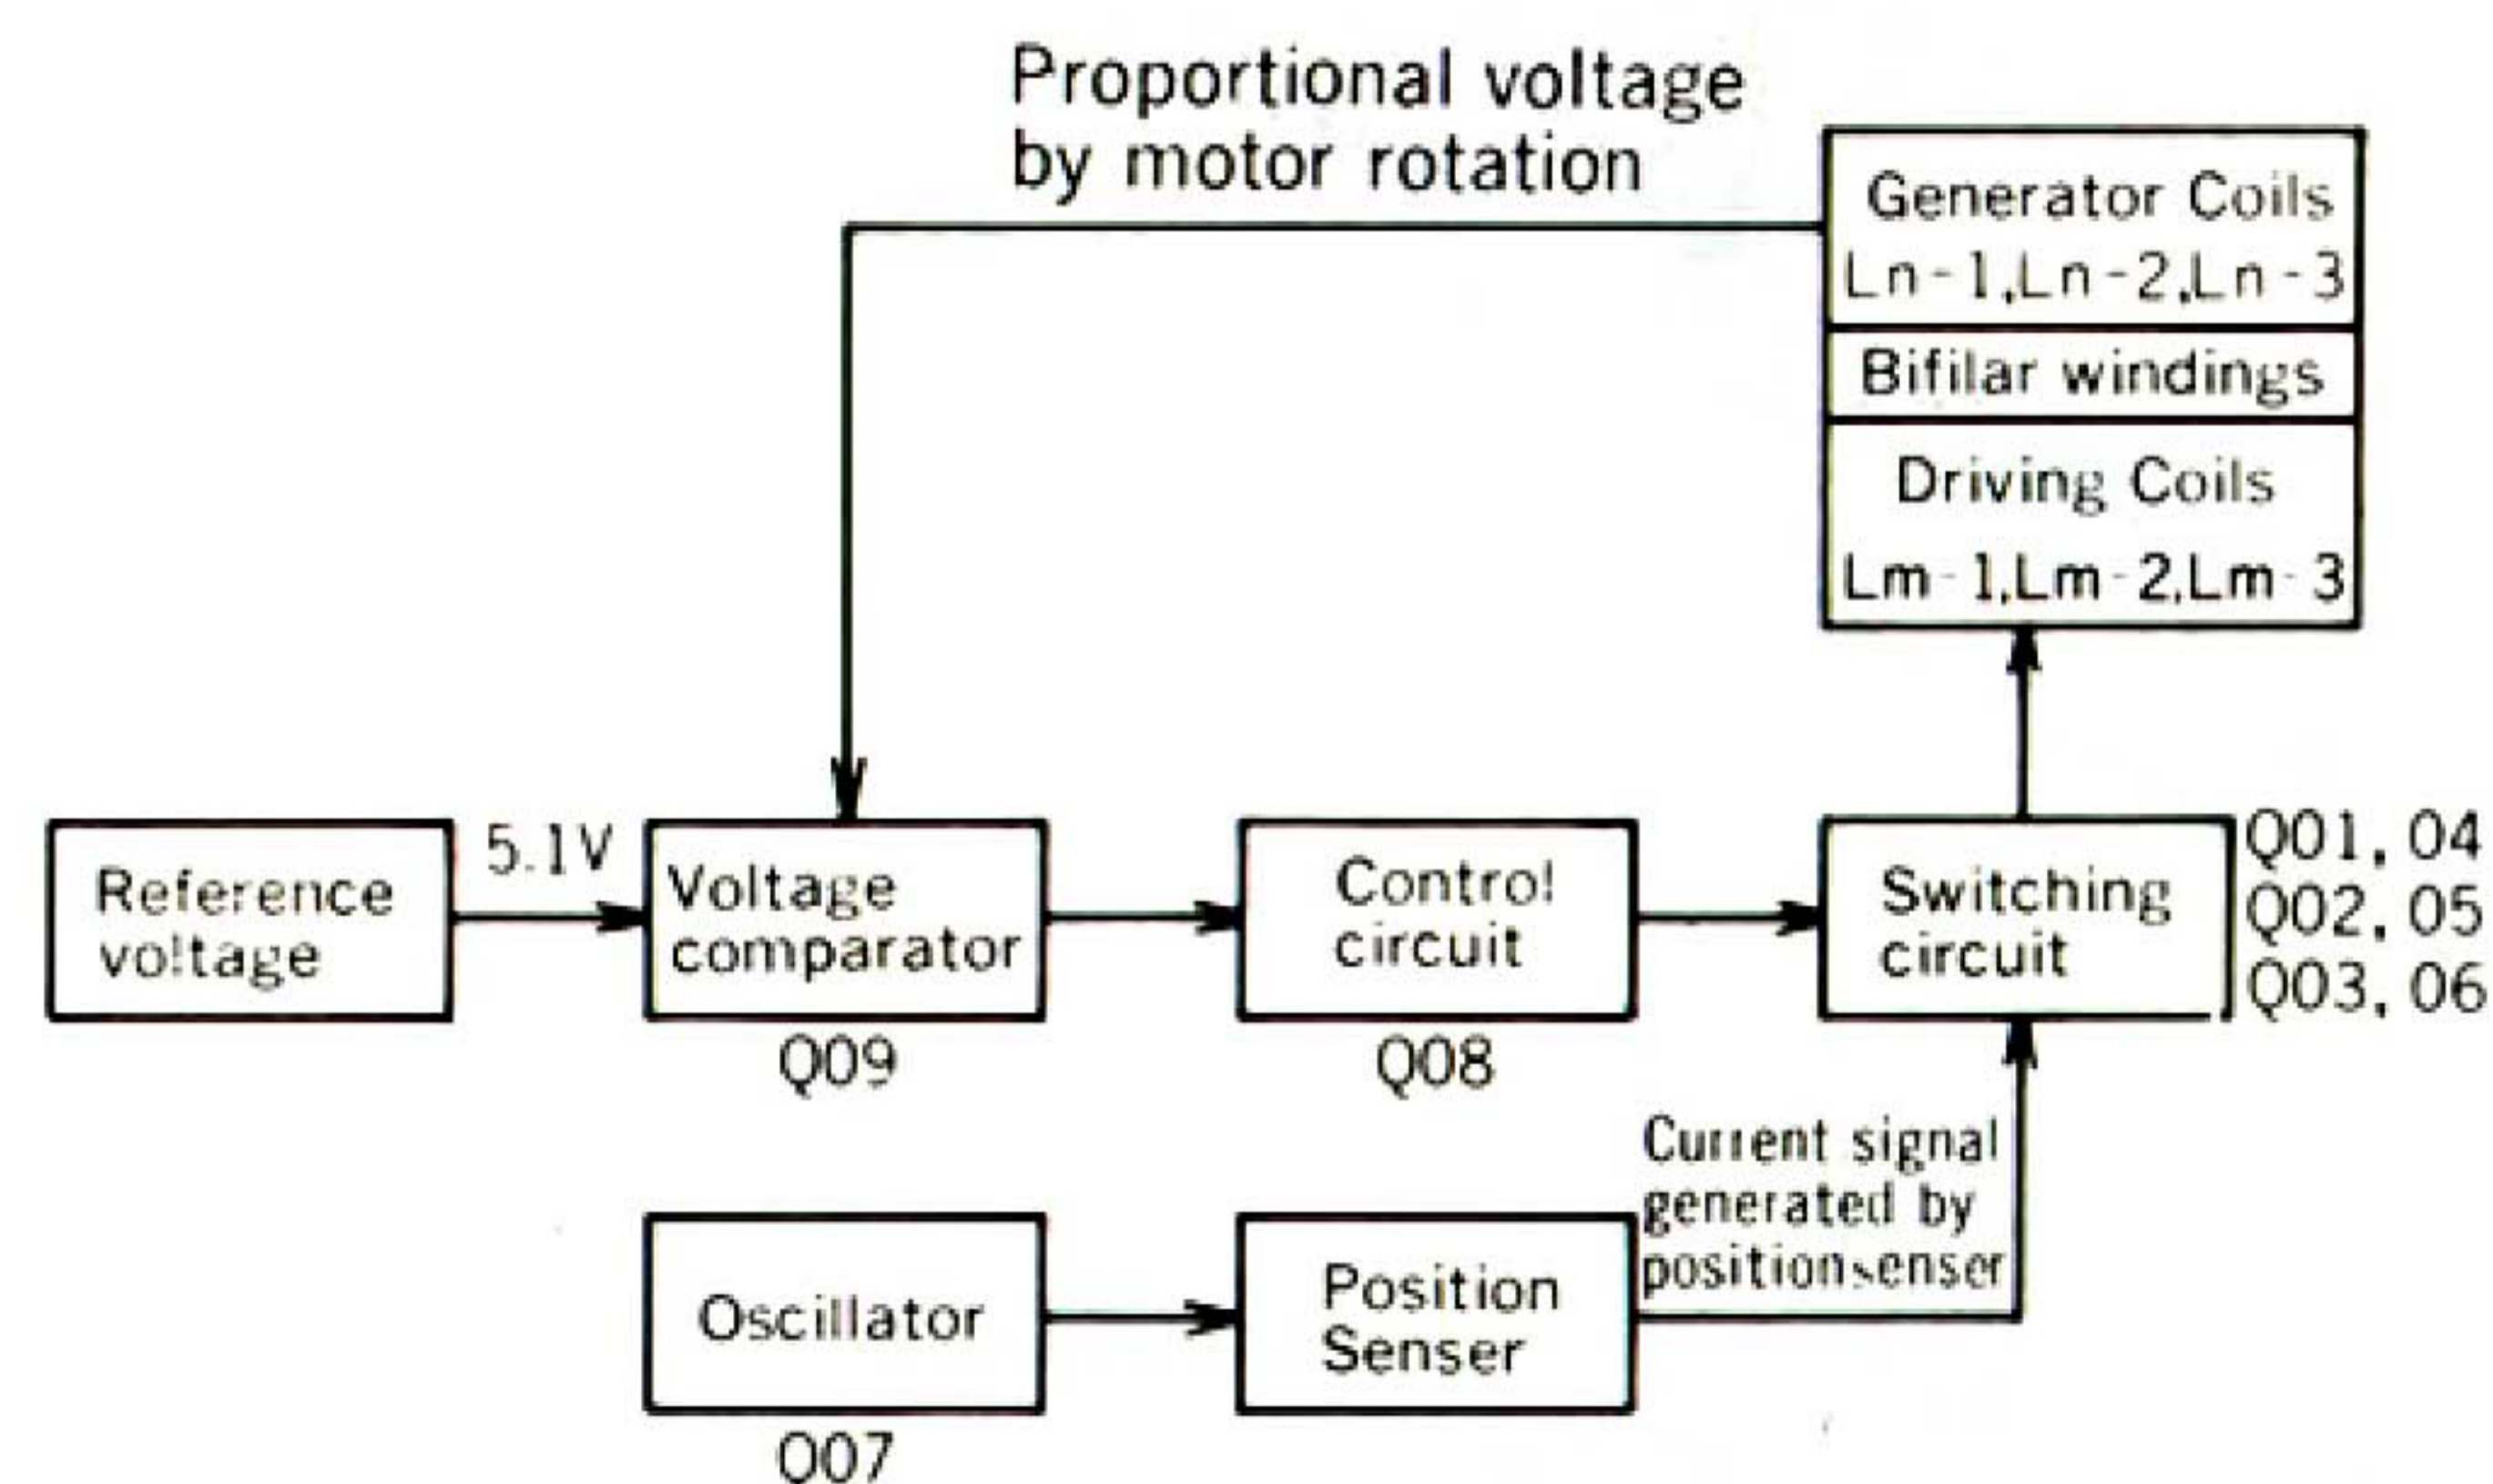 Proportional voltage
by motor rotation
Generator Coils
Ln-1,Ln-2,Ln-3
Bifilar windings
Driving Coils
Lm-1,Lm-2,Lm-3
Reference
voltage
5.1V
Voltage
comparator
Q09
Control
circuit
Q08
Switching
circuit
Q01, 04
Q02, 05
Q03, 06
Oscillator
Q07
Position
Senser
Current signal
generated by
positionsenser